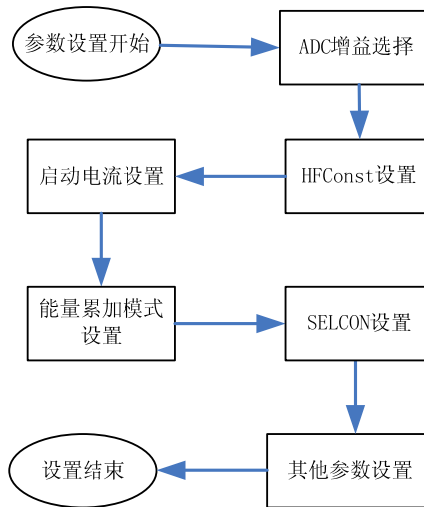 参数设置开始
ADC增益选择
HFConst设置
启动电流设置
能量累加模式
设置
SELCON设置
其他参数设置
设置结束